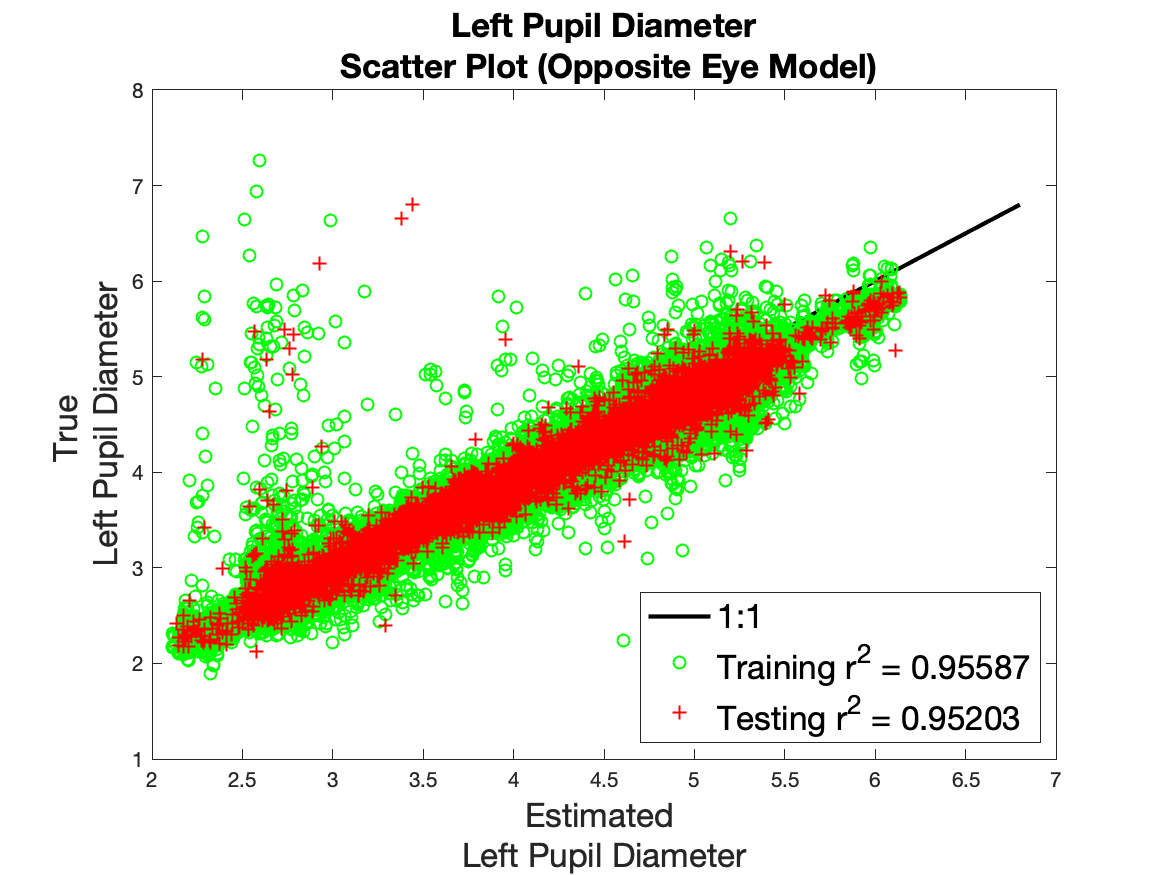 Left Pupil Diameter
Scatter Plot (Opposite Eye Model)
8
7
6
5
4
3
2
1
True
Left Pupil Diameter
1:1
Training r² = 0.95587
Testing r² = 0.95203
2 2.5 3 3.5 4 4.5 5 5.5 6 6.5 7
Estimated
Left Pupil Diameter